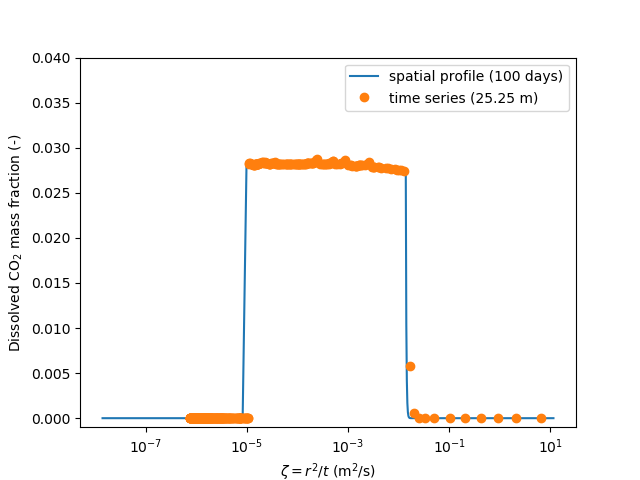 spatial profile (100 days)
time series (25.25 m)
Dissolved CO₂ mass fraction (-)
0.040
0.035
0.030
0.025
0.020
0.015
0.010
0.005
0.000
10⁻⁷ 10⁻⁵ 10⁻³ 10⁻¹ 10¹
ζ = r²/t (m²/s)